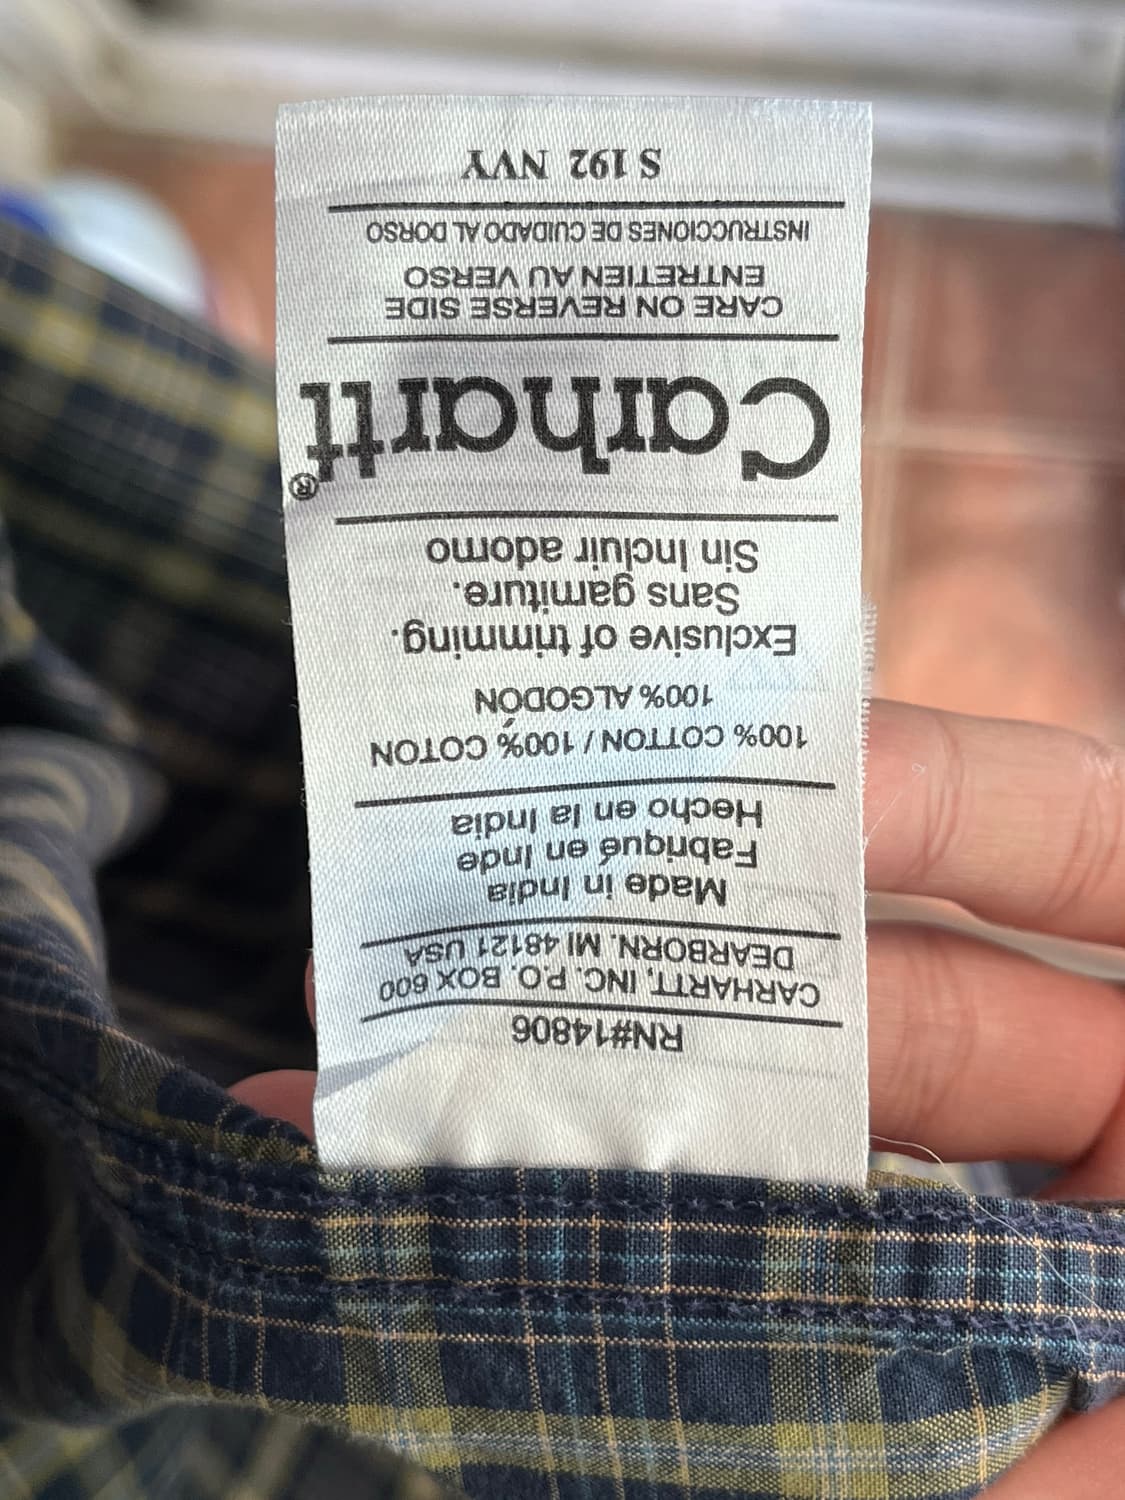 RN#14806
CARHARTT, INC. P.O. BOX 600
DEARBORN. MI 48121 USA
Made in India
Fabriqué en Inde
Hecho en la India
100% COTTON / 100% COTON
100% ALGODÓN
Exclusive of trimming.
Sans garniture.
Sin Incluir adorno
Carhartt®
CARE ON REVERSE SIDE
ENTRETIEN AU VERSO
INSTRUCCIONES DE CUIDADO AL DORSO
S 192 NVY